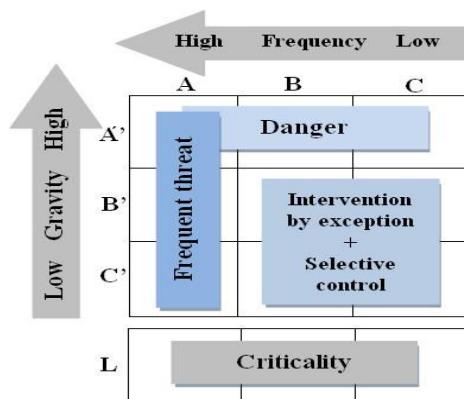 High Frequency Low
A B C
Low Gravity High
A'
Danger
Frequent threat
B'
Intervention
by exception
+
Selective
control
C'
L
Criticality